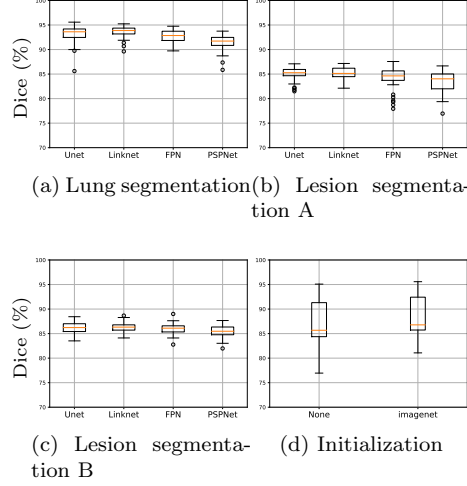 100
95
90
85
80
75
70
Dice (%)
Unet
Linknet
FPN
PSPNet
100
95
90
85
80
75
70
Unet
Linknet
FPN
PSPNet
(a) Lung segmentation
(b) Lesion segmenta-
tion A
100
95
90
85
80
75
70
Dice (%)
Unet
Linknet
FPN
PSPNet
100
95
90
85
80
75
70
None
imagenet
(c) Lesion segmenta-
tion B
(d) Initialization